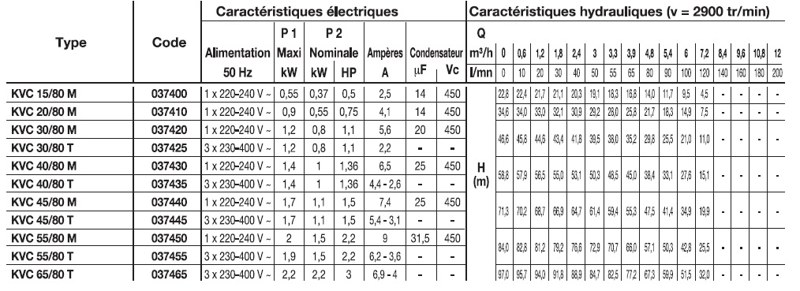 Caractéristiques électriques Caractéristiques hydrauliques (v = 2900 tr/min)
Type Code Alimentation 50 Hz P 1 Maxi kW P 2 Nominale kW HP Ampères A Condensateur µF Vc Q
m³/h 0 0,6 1,2 1,8 2,4 3 3,3 3,9 4,8 5,4 6 7,2 8,4 9,6 10,8 12
l/mn 0 10 20 30 40 50 55 65 80 90 100 120 140 160 180 200
H (m)
KVC 15/80 M 037400 1 x 220-240 V ~ 0,55 0,37 0,5 2,5 14 450 22,8 22,4 21,7 21,1 20,3 19,1 18,3 16,8 14,0 11,7 9,5 4,5 - - - -
KVC 20/80 M 037410 1 x 220-240 V ~ 0,9 0,55 0,75 4,1 14 450 34,6 34,0 33,0 32,1 30,9 29,2 28,0 25,8 21,7 18,3 14,9 7,5 - - - -
KVC 30/80 M 037420 1 x 220-240 V ~ 1,2 0,8 1,1 5,6 20 450
46,6 45,8 44,6 43,4 41,8 39,5 38,0 35,2 29,8 25,5 21,0 11,0 - - - -
KVC 30/80 T 037425 3 x 230-400 V ~ 1,2 0,8 1,1 2,2 - -
KVC 40/80 M 037430 1 x 220-240 V ~ 1,4 1 1,36 6,5 25 450
58,8 57,9 56,5 55,0 53,1 50,3 48,5 45,0 38,4 33,1 27,6 15,1 - - - -
KVC 40/80 T 037435 3 x 230-400 V ~ 1,4 1 1,36 4,4 - 2,6 - -
KVC 45/80 M 037440 1 x 220-240 V ~ 1,7 1,1 1,5 7,4 25 450
71,3 70,2 68,7 66,9 64,7 61,4 59,4 55,3 47,5 41,4 34,9 19,9 - - - -
KVC 45/80 T 037445 3 x 230-400 V ~ 1,7 1,1 1,5 5,4 - 3,1 - -
KVC 55/80 M 037450 1 x 220-240 V ~ 2 1,5 2,2 9 31,5 450
84,0 82,8 81,2 79,2 76,6 72,9 70,7 66,0 57,1 50,3 42,8 25,5 - - - -
KVC 55/80 T 037455 3 x 230-400 V ~ 1,9 1,5 2,2 6,2 - 3,6 - -
KVC 65/80 T 037465 3 x 230-400 V ~ 2,2 2,2 3 6,9 - 4 - - 97,0 95,7 94,0 91,8 88,9 84,7 82,5 77,2 67,3 59,9 51,5 32,0 - - - -